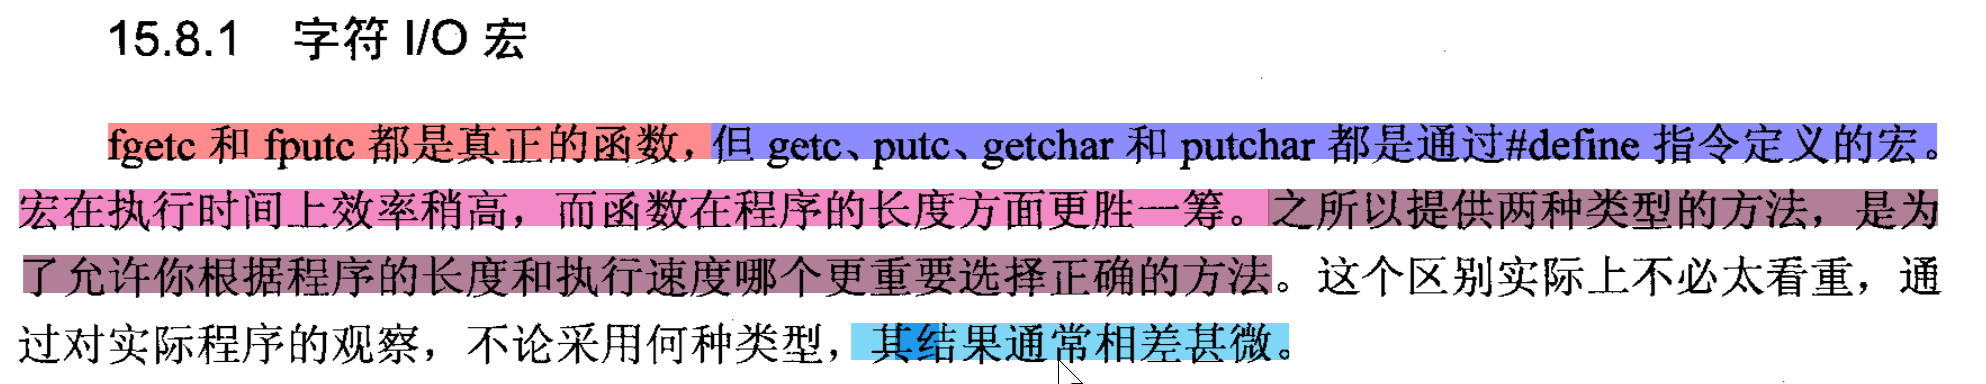 15.8.1 字符 I/O 宏
fgetc 和 fputc 都是真正的函数，但 getc、putc、getchar 和 putchar 都是通过#define 指令定义的宏。
宏在执行时间上效率稍高，而函数在程序的长度方面更胜一筹。之所以提供两种类型的方法，是为
了允许你根据程序的长度和执行速度哪个更重要选择正确的方法。这个区别实际上不必太看重，通
过对实际程序的观察，不论采用何种类型，其结果通常相差甚微。